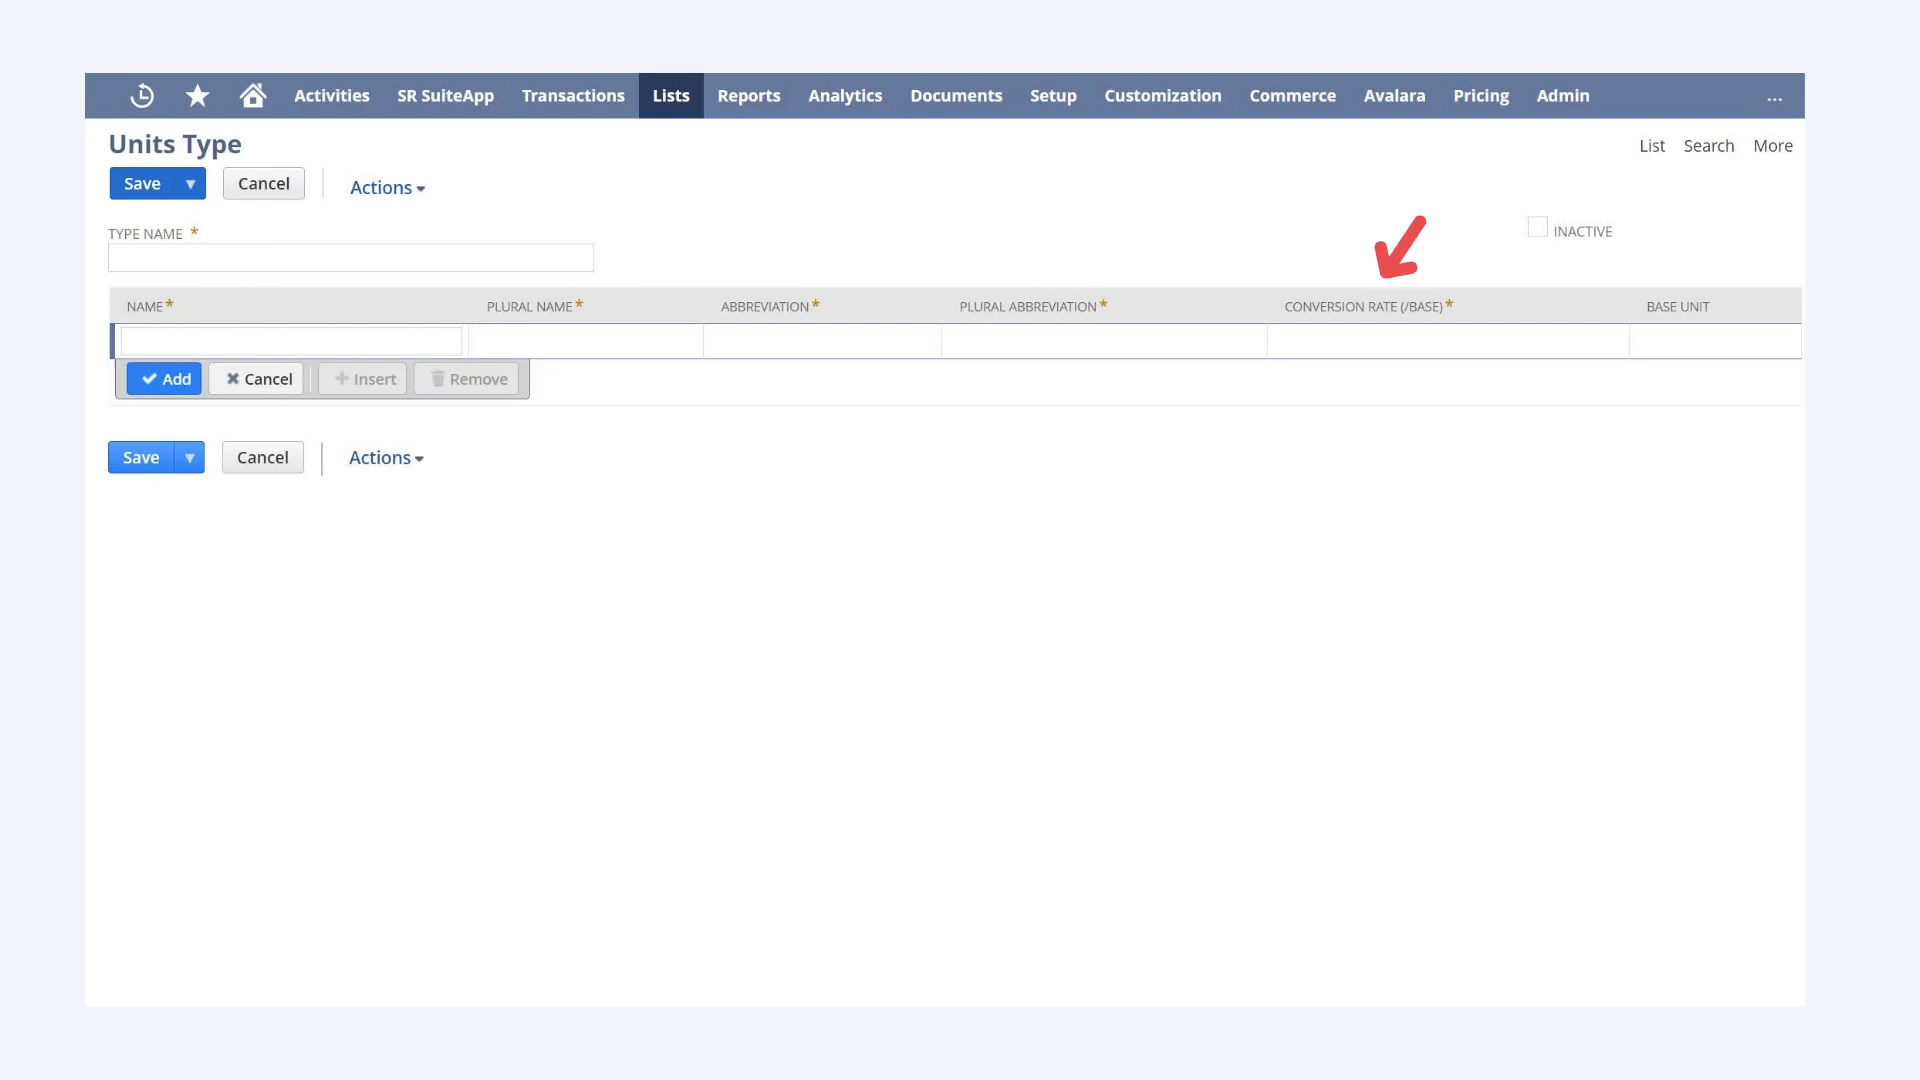 Activities SR SuiteApp Transactions Lists Reports Analytics Documents Setup Customization Commerce Avalara Pricing Admin ...
Units Type
List Search More
Save Cancel Actions
TYPE NAME *
INACTIVE
NAME* PLURAL NAME* ABBREVIATION* PLURAL ABBREVIATION* CONVERSION RATE (/BASE)* BASE UNIT
Add Cancel Insert Remove
Save Cancel Actions